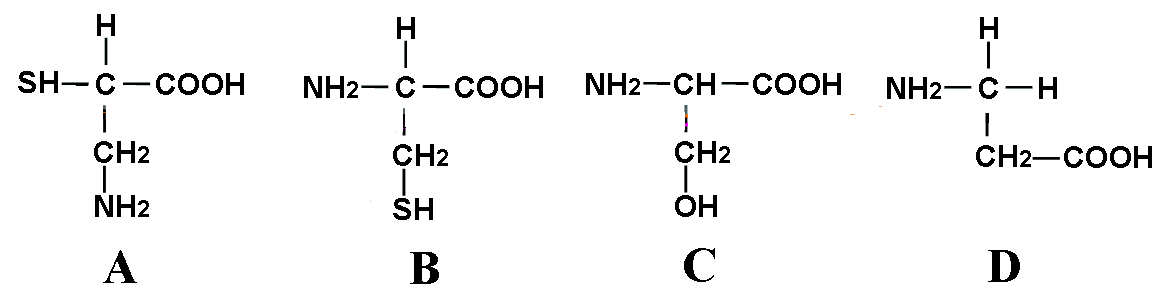 H H H
SH–C–COOH NH2–C–COOH NH2–CH–COOH NH2–C–H
CH2 CH2 CH2 CH2–COOH
NH2 SH OH
A B C D